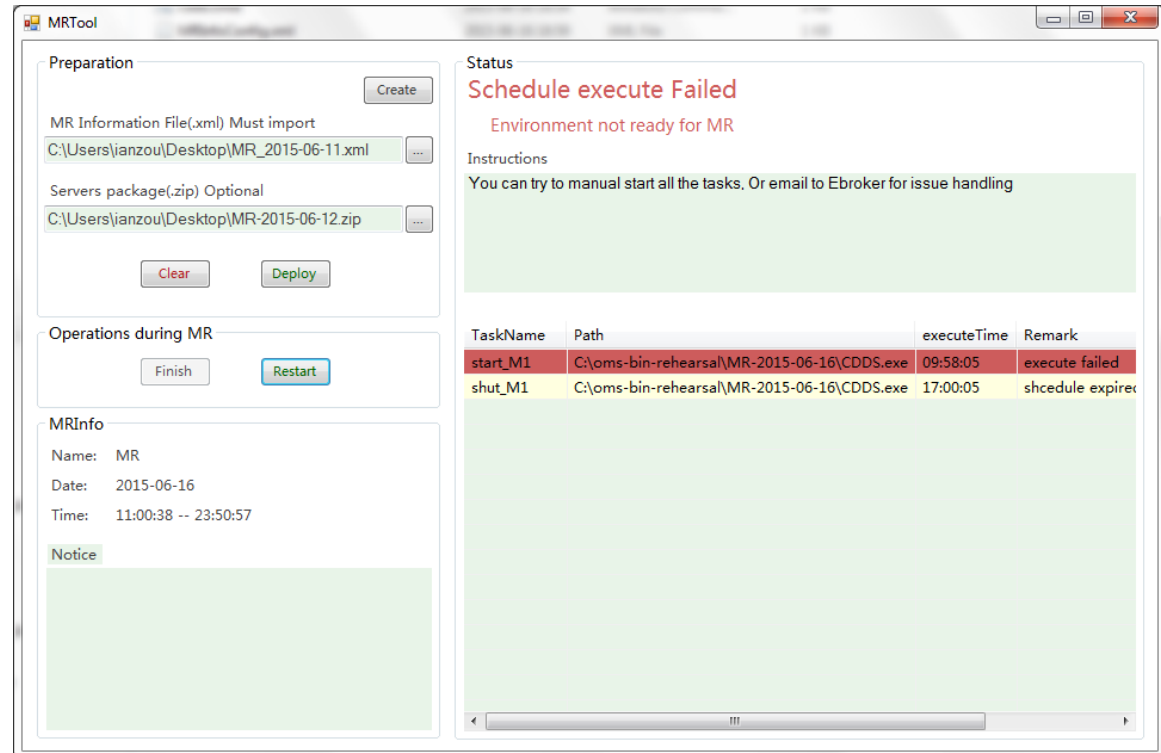 MRTool
Preparation
Create
MR Information File(.xml) Must import
C:\Users\ianzou\Desktop\MR_2015-06-11.xml ...
Servers package(.zip) Optional
C:\Users\ianzou\Desktop\MR-2015-06-12.zip ...
Clear Deploy
Operations during MR
Finish Restart
MRInfo
Name: MR
Date: 2015-06-16
Time: 11:00:38 -- 23:50:57
Notice
Status
Schedule execute Failed
Environment not ready for MR
Instructions
You can try to manual start all the tasks, Or email to Ebroker for issue handling
TaskName Path executeTime Remark
start_M1 C:\oms-bin-rehearsal\MR-2015-06-16\CDDS.exe 09:58:05 execute failed
shut_M1 C:\oms-bin-rehearsal\MR-2015-06-16\CDDS.exe 17:00:05 shcedule expired